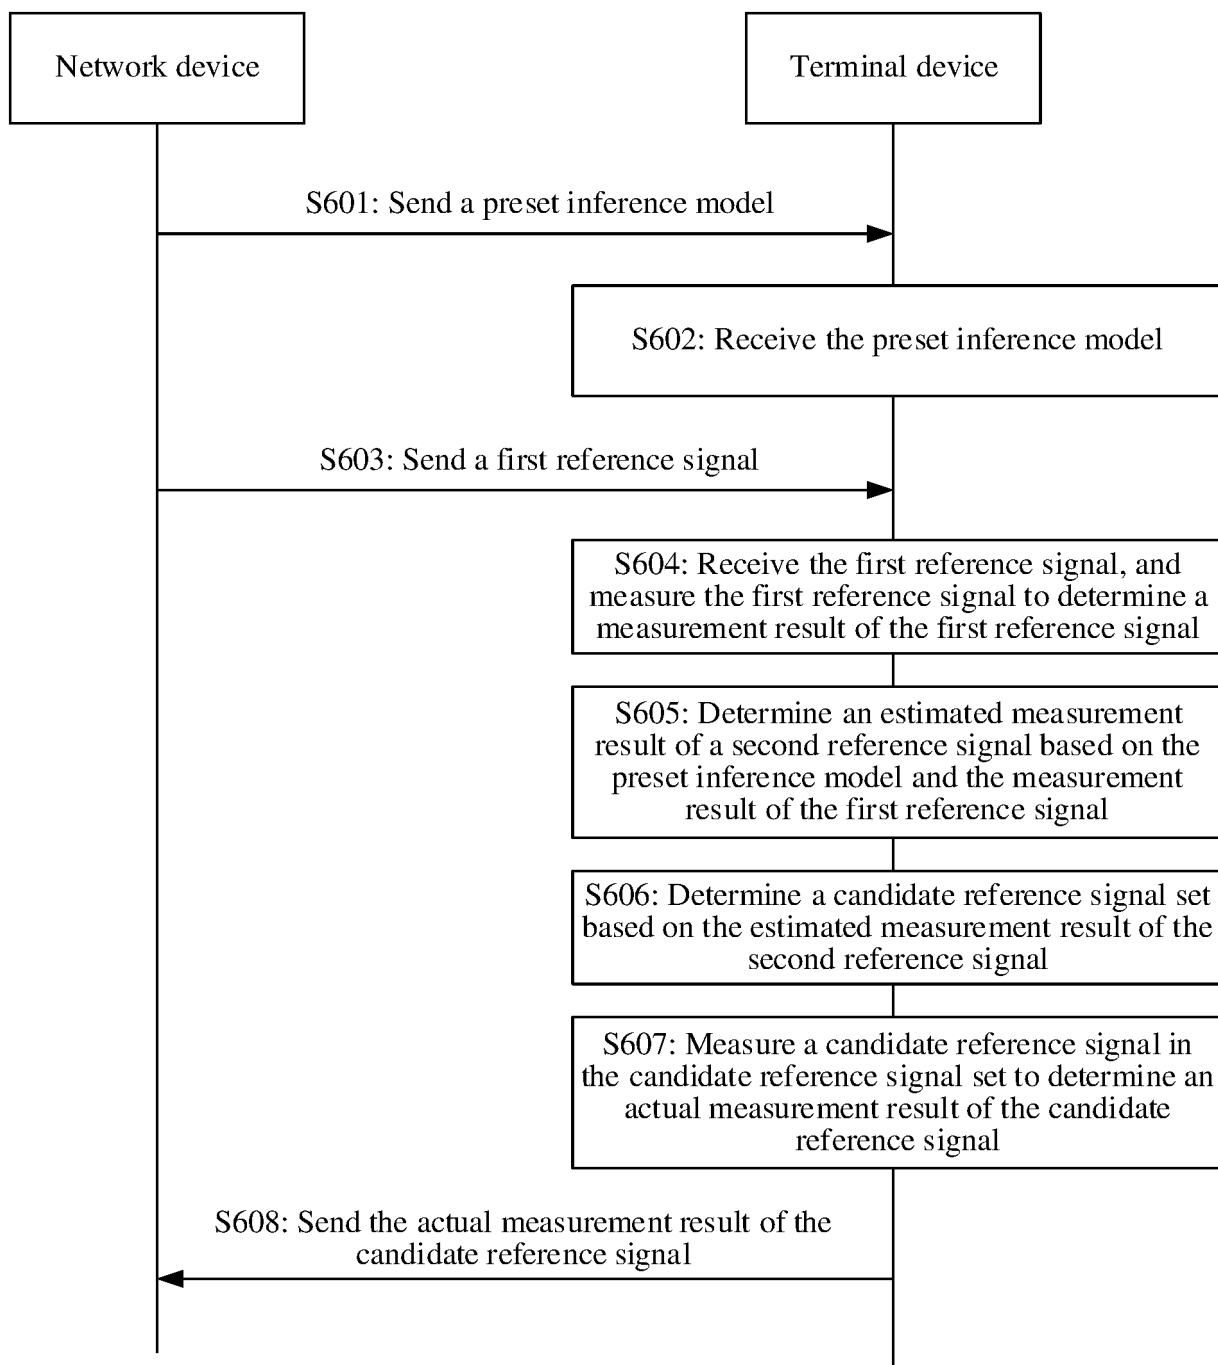 Network device
Terminal device
S601: Send a preset inference model
S602: Receive the preset inference model
S603: Send a first reference signal
S604: Receive the first reference signal, and
measure the first reference signal to determine a
measurement result of the first reference signal
S605: Determine an estimated measurement
result of a second reference signal based on the
preset inference model and the measurement
result of the first reference signal
S606: Determine a candidate reference signal set
based on the estimated measurement result of the
second reference signal
S607: Measure a candidate reference signal in
the candidate reference signal set to determine an
actual measurement result of the candidate
reference signal
S608: Send the actual measurement result of the
candidate reference signal